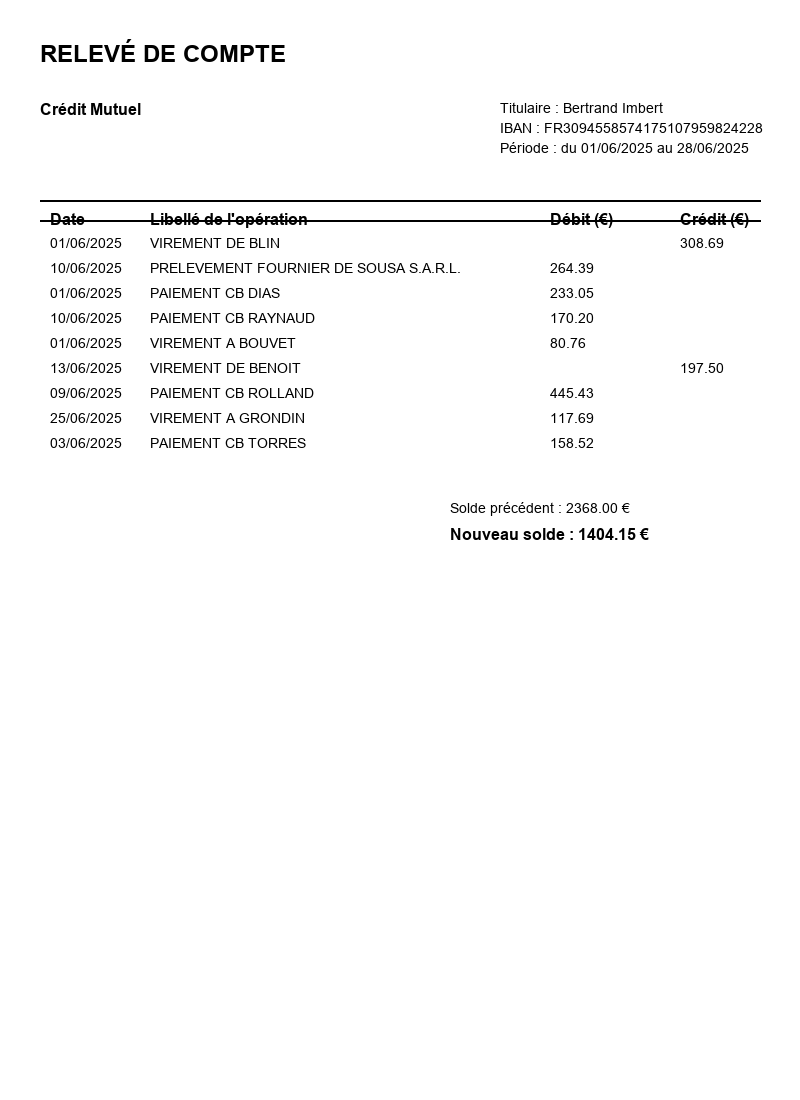 RELEVÉ DE COMPTE
Crédit Mutuel
Titulaire : Bertrand Imbert
IBAN : FR3094558574175107959824228
Période : du 01/06/2025 au 28/06/2025
Date Libellé de l'opération Débit (€) Crédit (€)
01/06/2025 VIREMENT DE BLIN 308.69
10/06/2025 PRELEVEMENT FOURNIER DE SOUSA S.A.R.L. 264.39
01/06/2025 PAIEMENT CB DIAS 233.05
10/06/2025 PAIEMENT CB RAYNAUD 170.20
01/06/2025 VIREMENT A BOUVET 80.76
13/06/2025 VIREMENT DE BENOIT 197.50
09/06/2025 PAIEMENT CB ROLLAND 445.43
25/06/2025 VIREMENT A GRONDIN 117.69
03/06/2025 PAIEMENT CB TORRES 158.52
Solde précédent : 2368.00 €
Nouveau solde : 1404.15 €